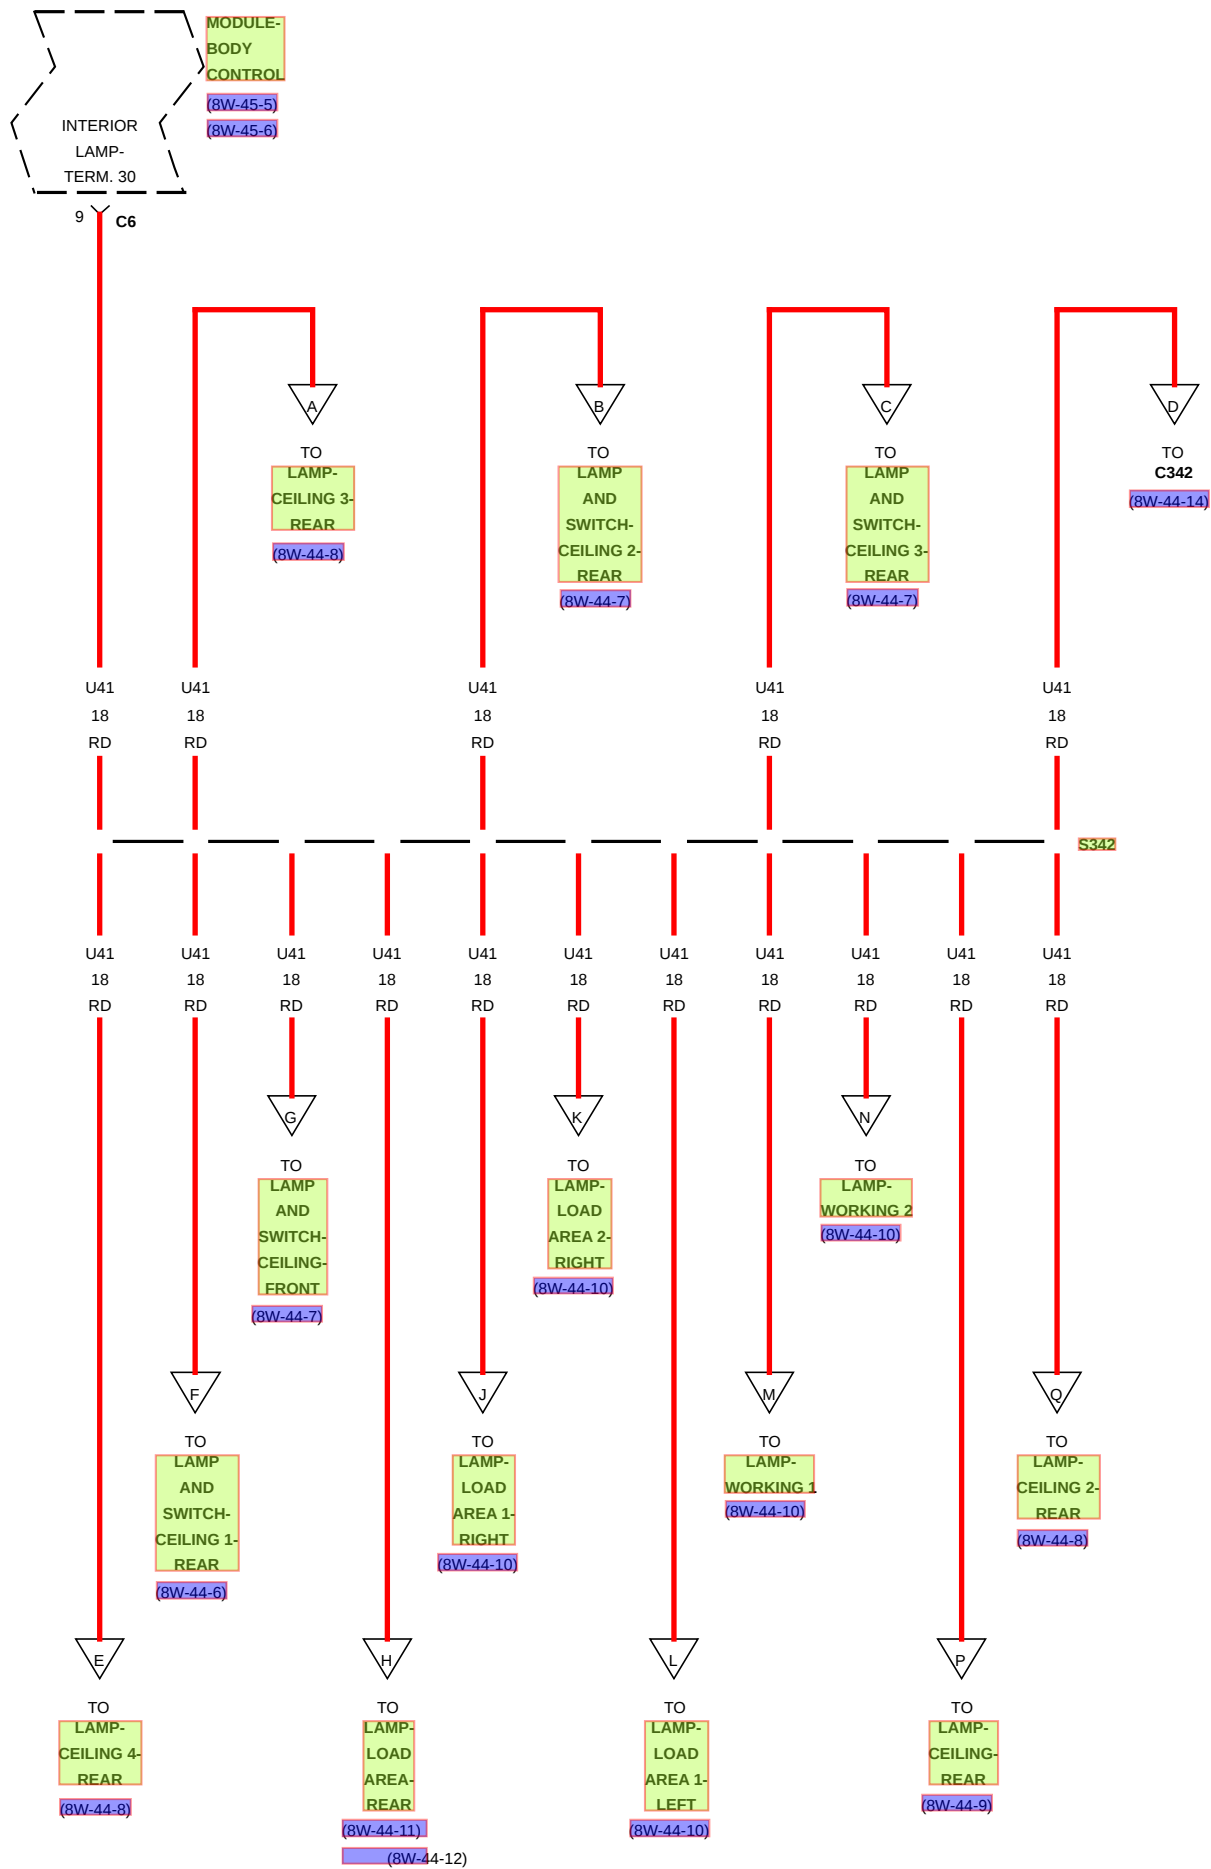 MODULE-
BODY
CONTROL
(8W-45-5)
(8W-45-6)
INTERIOR
LAMP-
TERM. 30
9
C6
A
TO
LAMP-
CEILING 3-
REAR
(8W-44-8)
B
TO
LAMP
AND
SWITCH-
CEILING 2-
REAR
(8W-44-7)
C
TO
LAMP
AND
SWITCH-
CEILING 3-
REAR
(8W-44-7)
D
TO
C342
(8W-44-14)
U41 U41 U41 U41 U41
18 18 18 18 18
RD RD RD RD RD
S342
U41 U41 U41 U41 U41 U41 U41 U41 U41 U41 U41
18 18 18 18 18 18 18 18 18 18 18
RD RD RD RD RD RD RD RD RD RD RD
G
TO
LAMP
AND
SWITCH-
CEILING-
FRONT
(8W-44-7)
K
TO
LAMP-
LOAD
AREA 2-
RIGHT
(8W-44-10)
N
TO
LAMP-
WORKING 2
(8W-44-10)
F
TO
LAMP
AND
SWITCH-
CEILING 1-
REAR
(8W-44-6)
J
TO
LAMP-
LOAD
AREA 1-
RIGHT
(8W-44-10)
M
TO
LAMP-
WORKING 1
(8W-44-10)
Q
TO
LAMP-
CEILING 2-
REAR
(8W-44-8)
E
TO
LAMP-
CEILING 4-
REAR
(8W-44-8)
H
TO
LAMP-
LOAD
AREA-
REAR
(8W-44-11)
(8W-44-12)
L
TO
LAMP-
LOAD
AREA 1-
LEFT
(8W-44-10)
P
TO
LAMP-
CEILING-
REAR
(8W-44-9)